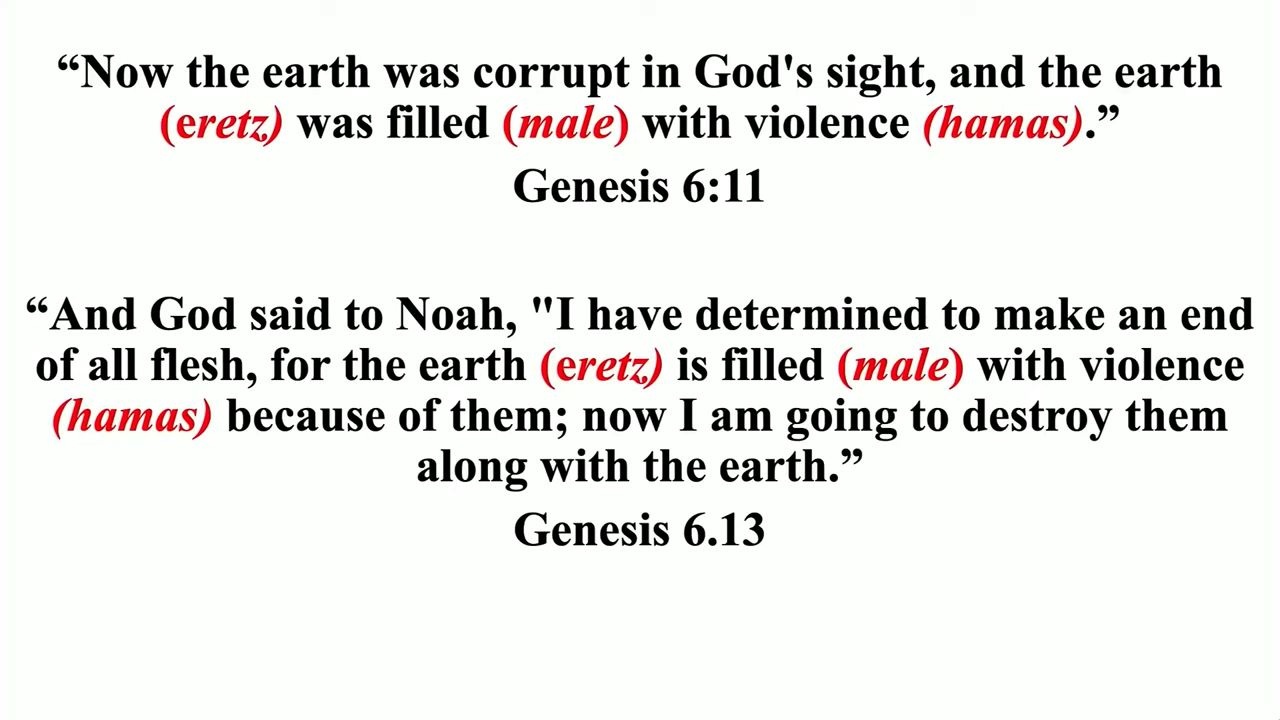 “Now the earth was corrupt in God's sight, and the earth
(eretz) was filled (male) with violence (hamas).”
Genesis 6:11
“And God said to Noah, "I have determined to make an end
of all flesh, for the earth (eretz) is filled (male) with violence
(hamas) because of them; now I am going to destroy them
along with the earth.”
Genesis 6.13